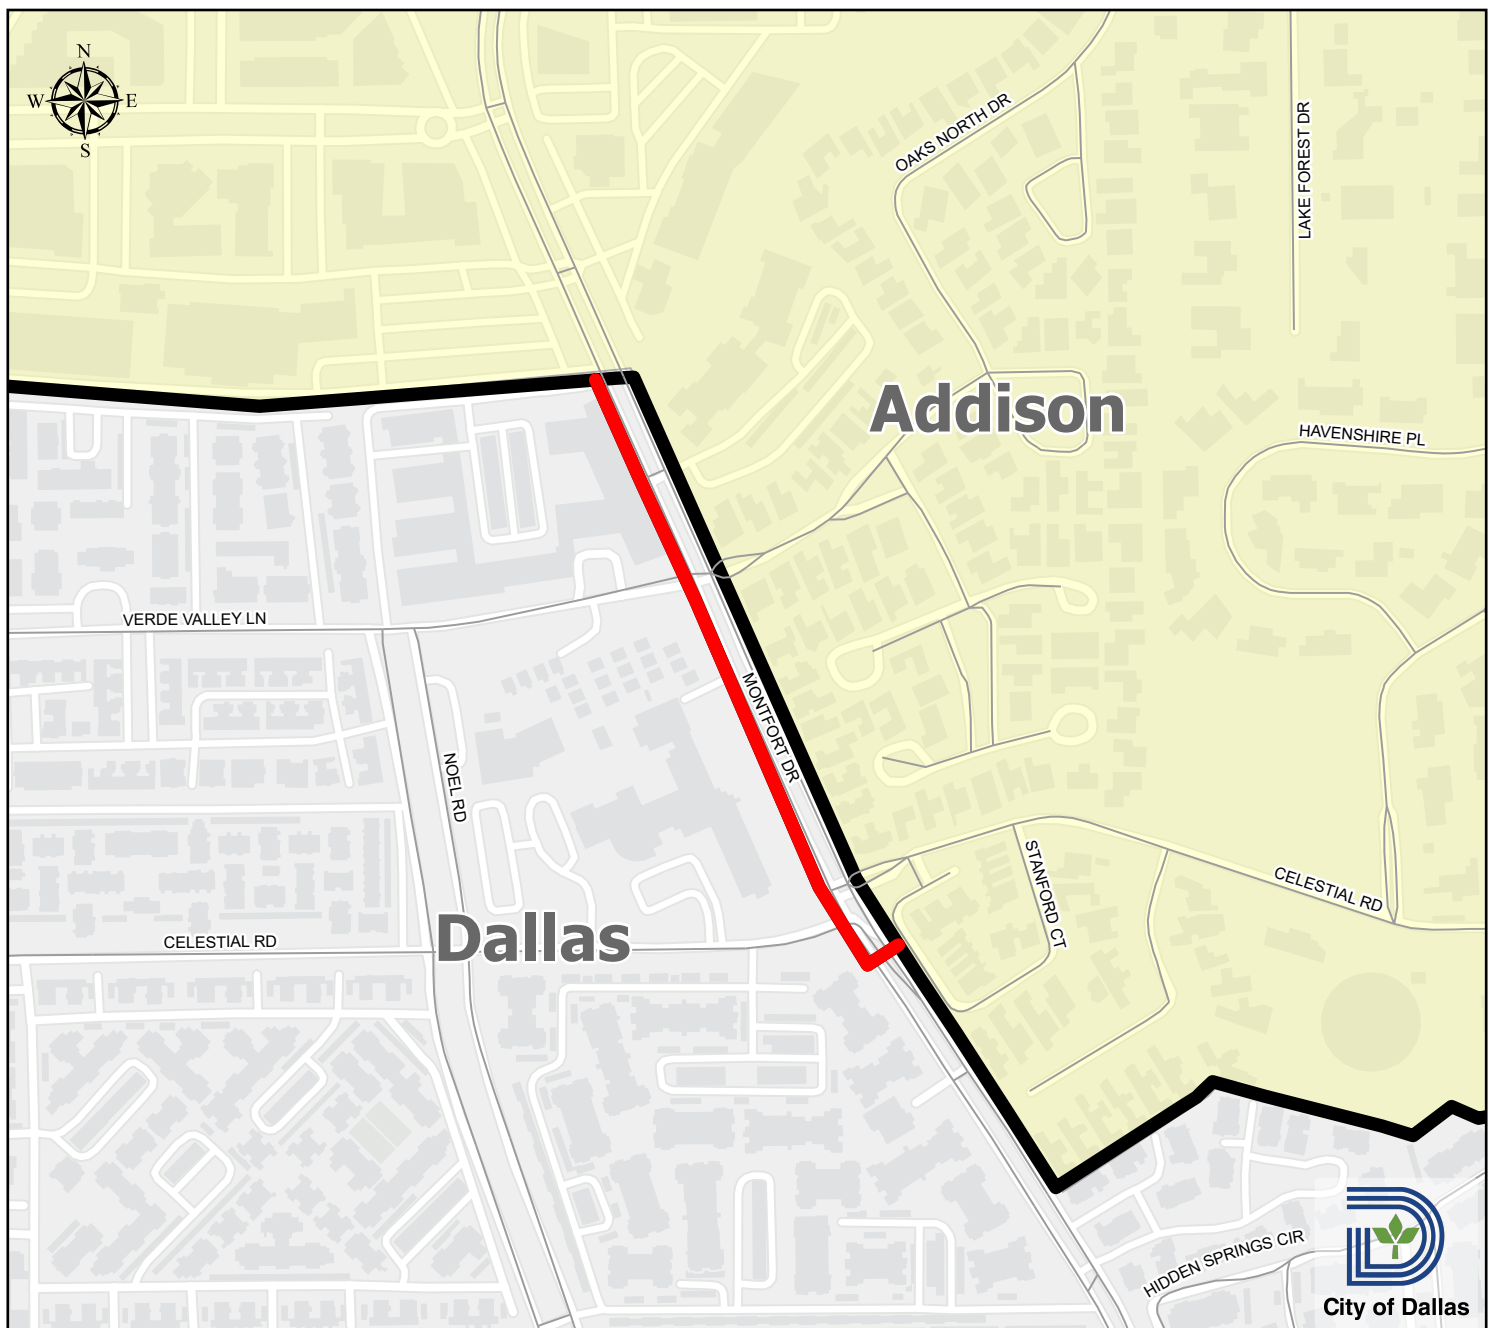 N
W E
S
OAKS NORTH DR
LAKE FOREST DR
Addison
HAVENSHIRE PL
VERDE VALLEY LN
MONTFORT DR
NOEL RD
STANFORD CT
CELESTIAL RD
Dallas
CELESTIAL RD
HIDDEN SPRINGS CIR
City of Dallas